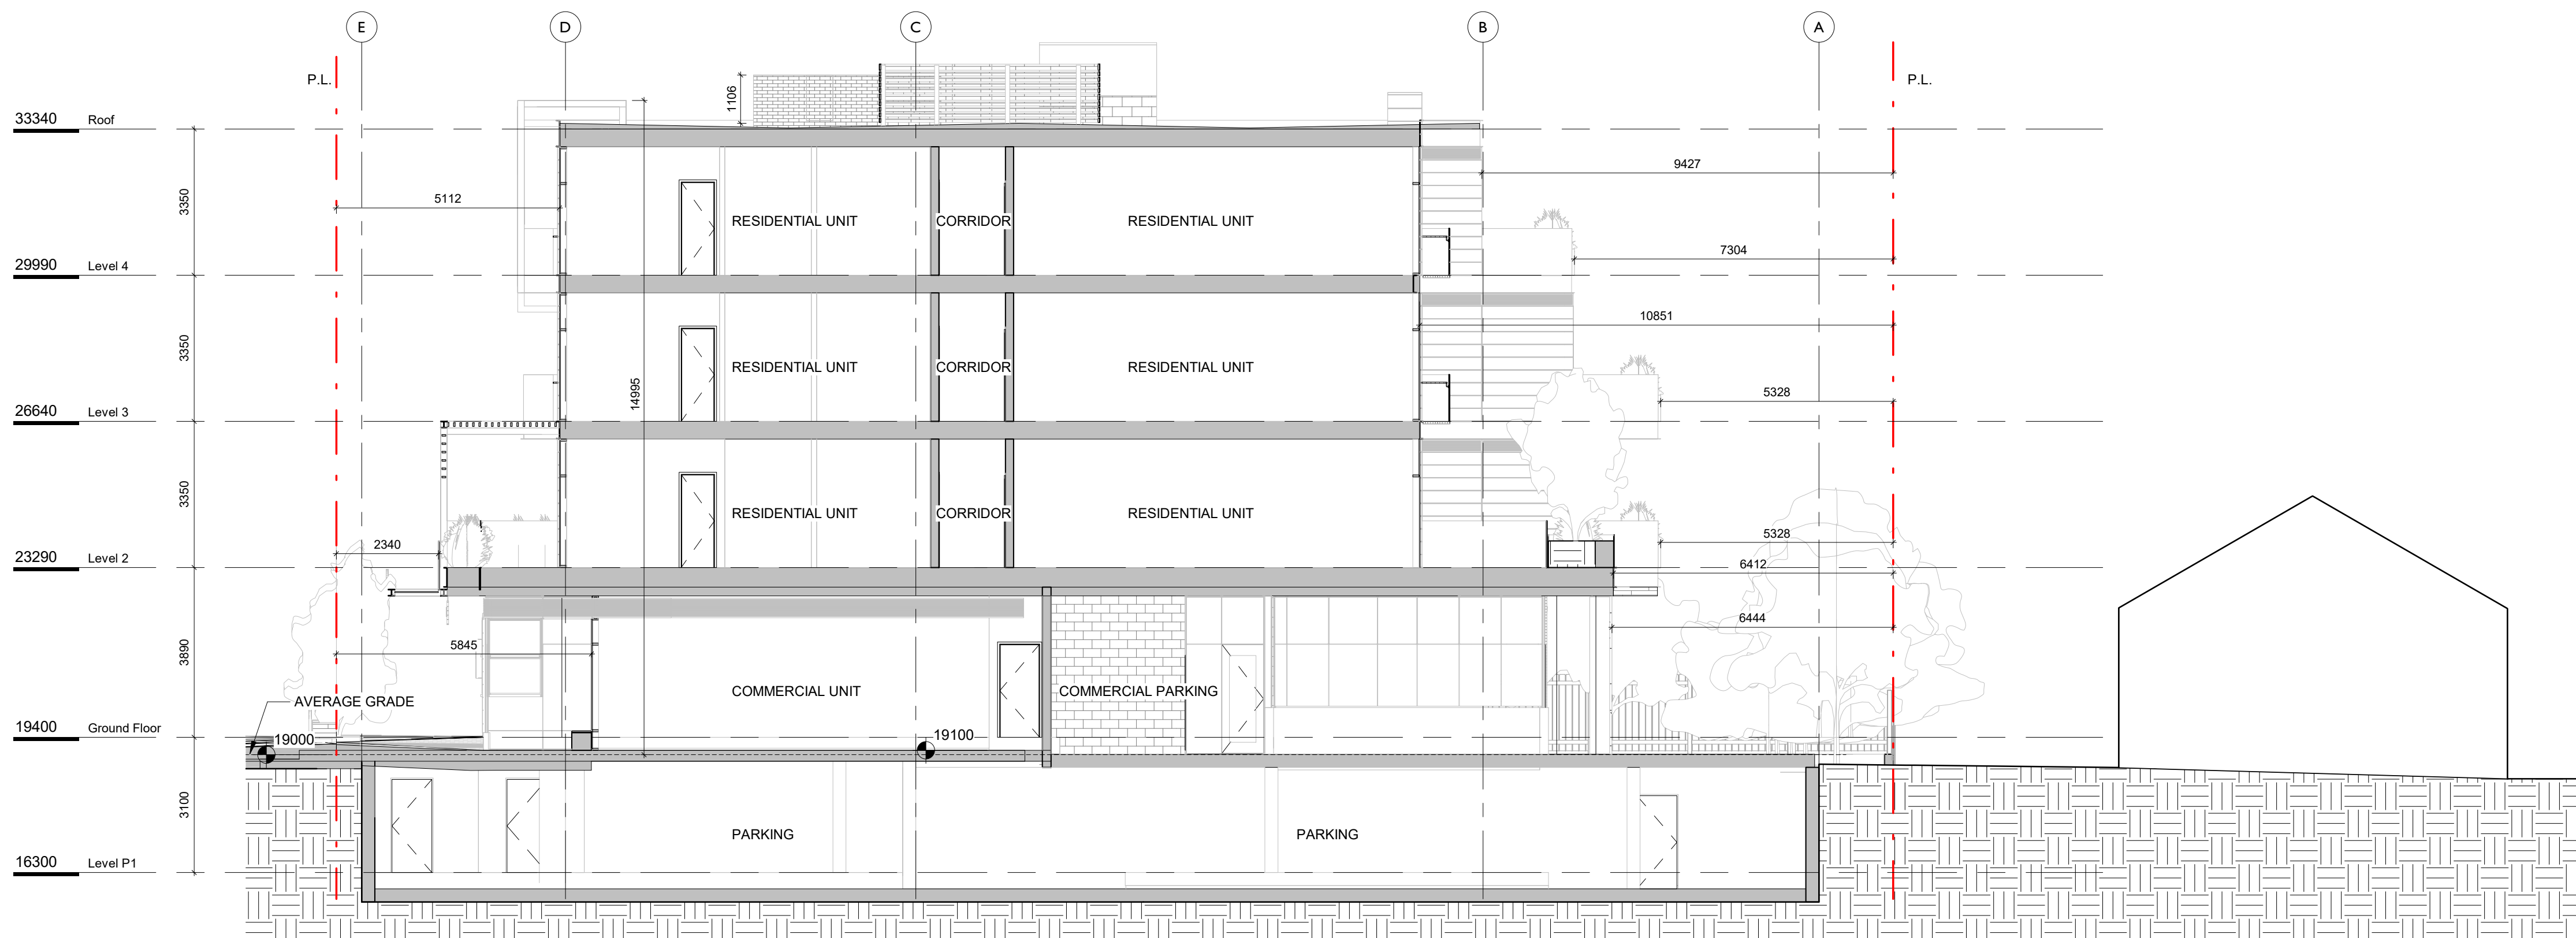 E
D
C
B
A
P.L.
P.L.
33340 Roof
1106
9427
3350
5112
RESIDENTIAL UNIT
CORRIDOR
RESIDENTIAL UNIT
7304
29990 Level 4
10851
3350
RESIDENTIAL UNIT
CORRIDOR
RESIDENTIAL UNIT
14995
5328
26640 Level 3
3350
RESIDENTIAL UNIT
CORRIDOR
RESIDENTIAL UNIT
2340
5328
23290 Level 2
6412
6444
3890
5845
COMMERCIAL UNIT
COMMERCIAL PARKING
AVERAGE GRADE
19400 Ground Floor
19000
19100
3100
PARKING
PARKING
16300 Level P1